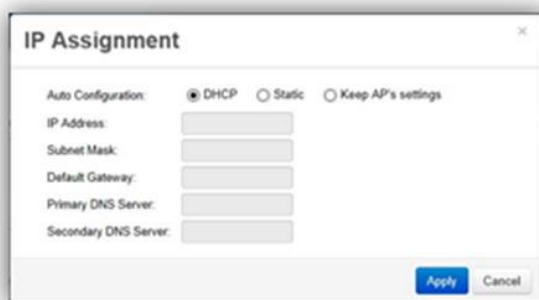 IP Assignment ×
Auto Configuration: DHCP Static Keep AP's settings
IP Address:
Subnet Mask:
Default Gateway:
Primary DNS Server:
Secondary DNS Server:
Apply Cancel